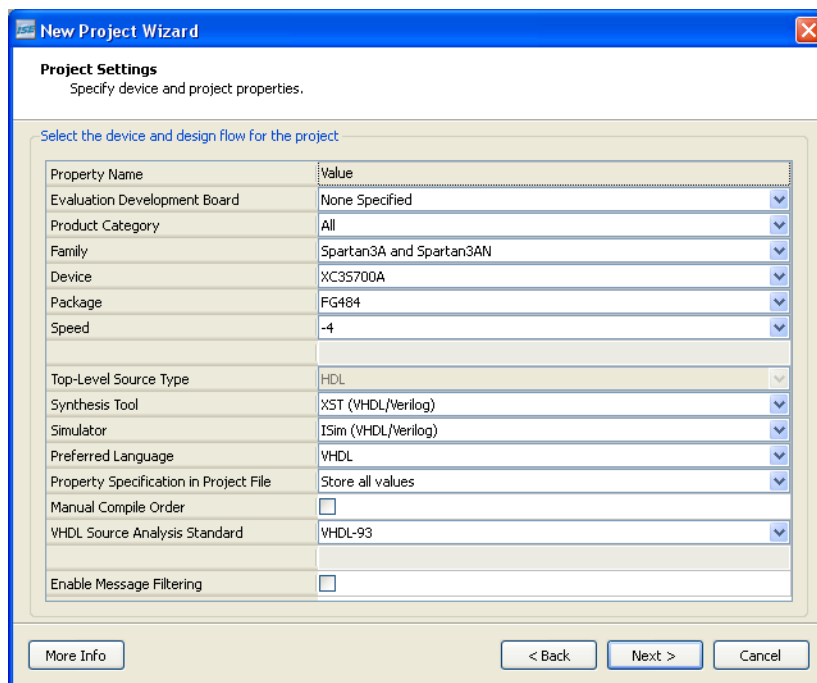 ISE New Project Wizard
Project Settings
Specify device and project properties.
Select the device and design flow for the project
Property Name Value
Evaluation Development Board None Specified
Product Category All
Family Spartan3A and Spartan3AN
Device XC3S700A
Package FG484
Speed -4
Top-Level Source Type HDL
Synthesis Tool XST (VHDL/Verilog)
Simulator ISim (VHDL/Verilog)
Preferred Language VHDL
Property Specification in Project File Store all values
Manual Compile Order
VHDL Source Analysis Standard VHDL-93
Enable Message Filtering
More Info < Back Next > Cancel